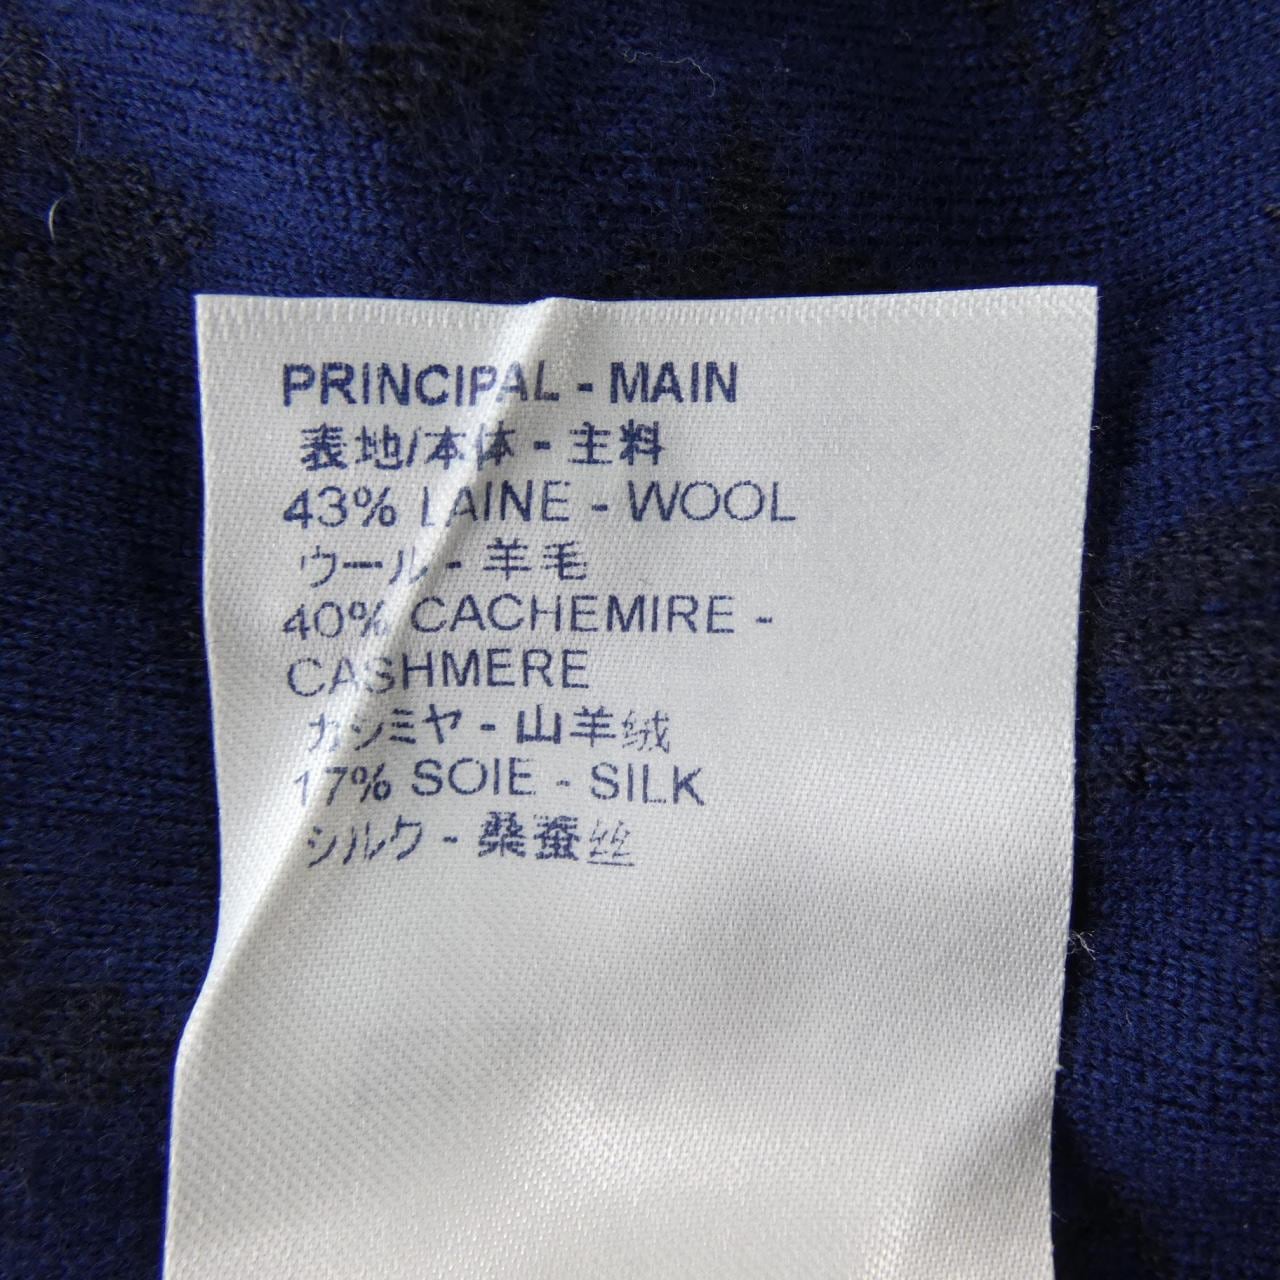 PRINCIPAL - MAIN
表地/本体 - 主料
43% LAINE - WOOL
ウール - 羊毛
40% CACHEMIRE -
CASHMERE
カシミヤ - 山羊绒
17% SOIE - SILK
シルク - 桑蚕丝